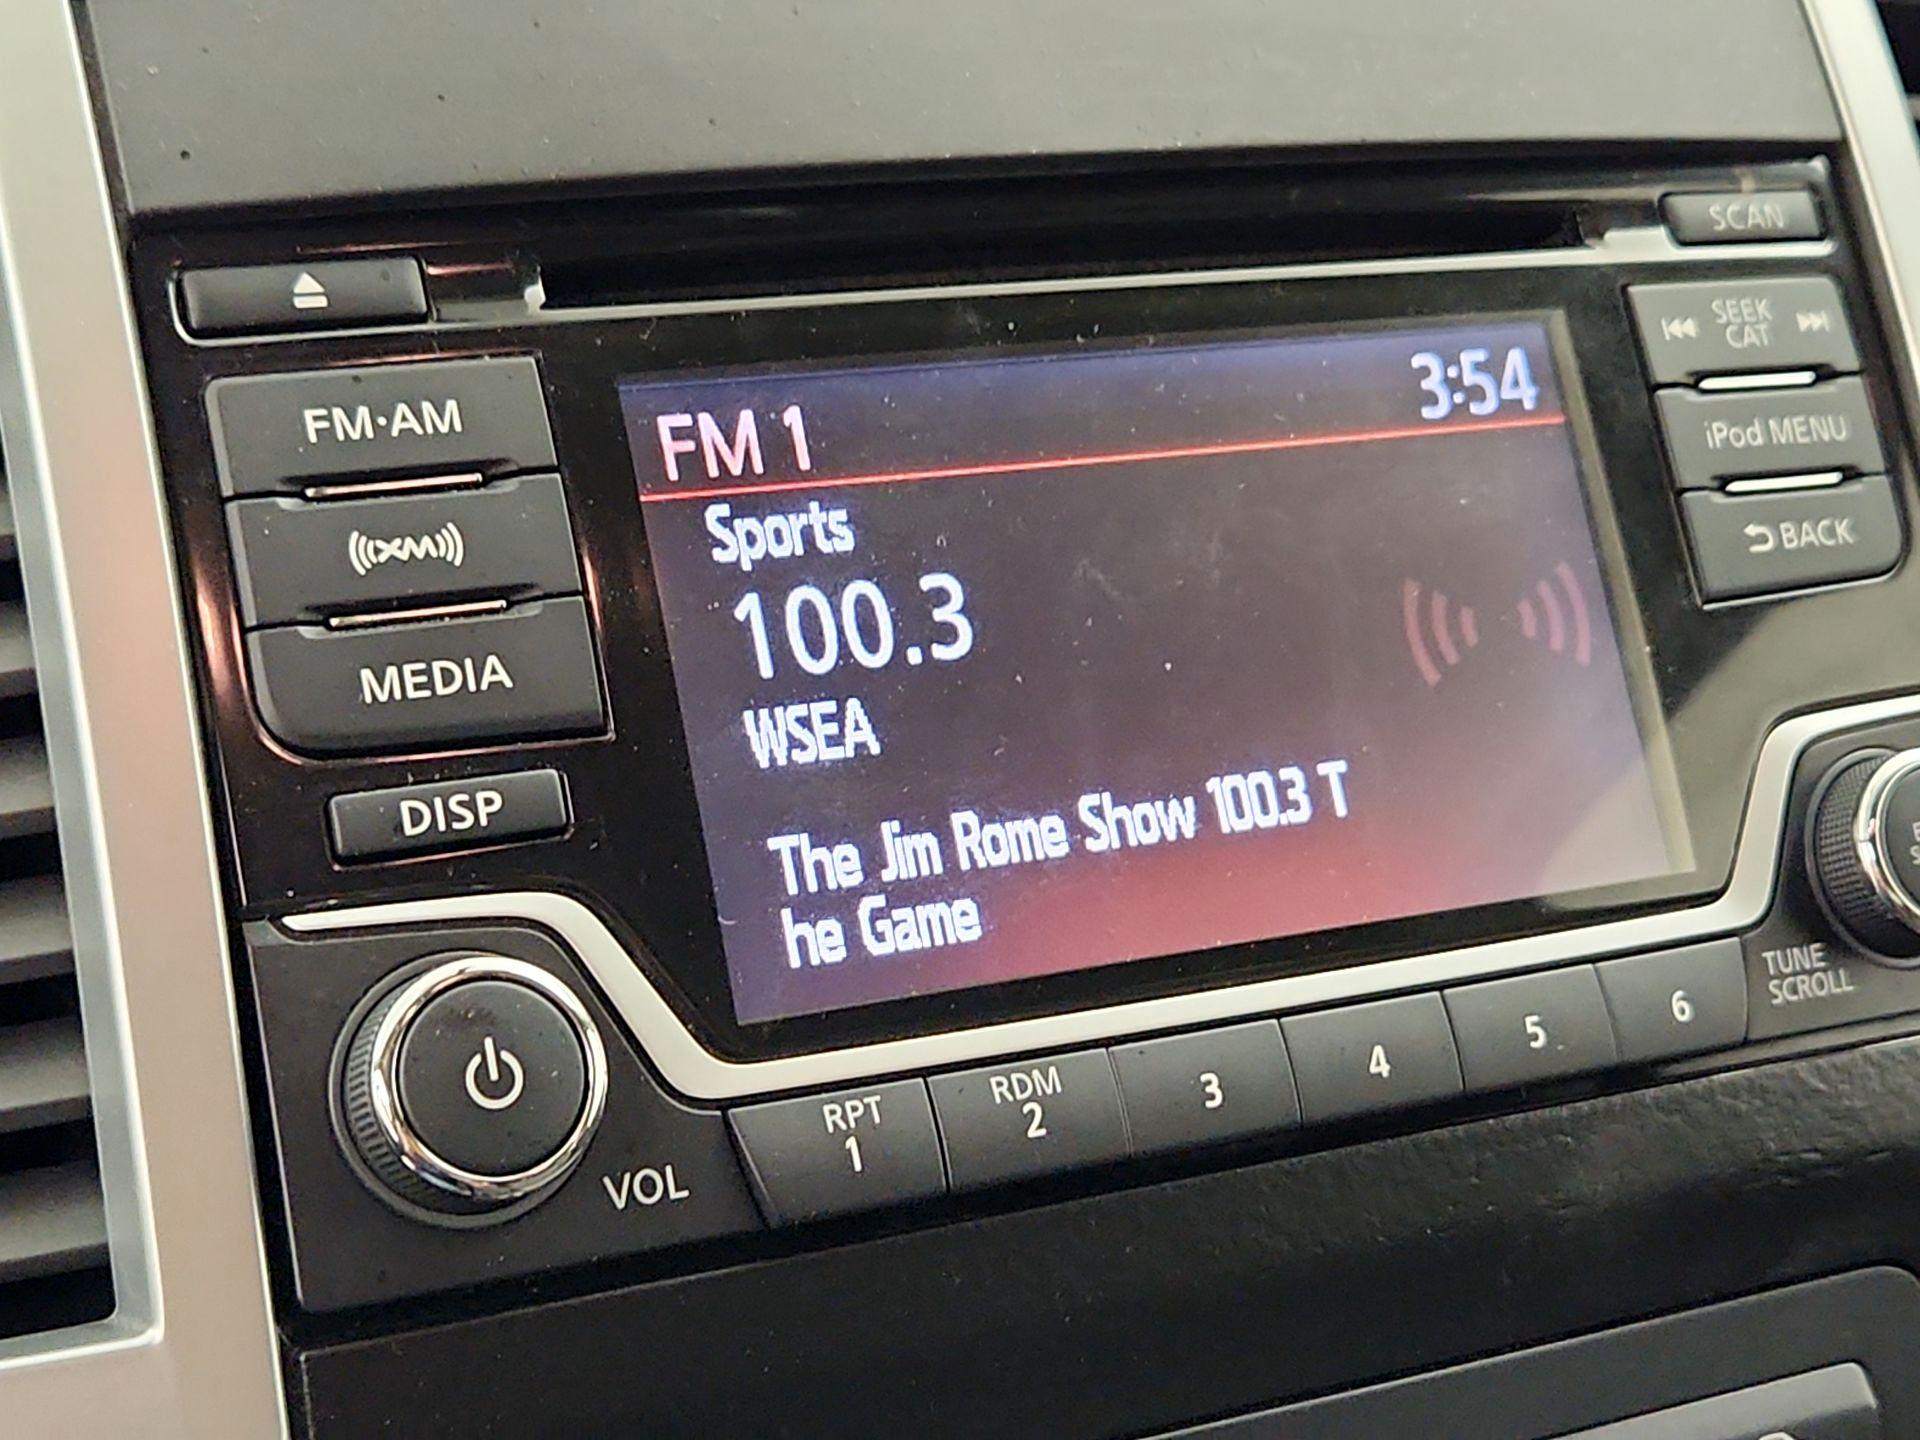 SCAN
SEEK
CAT
FM·AM
FM 1
3:54
iPod MENU
XM
Sports
BACK
100.3
MEDIA
WSEA
DISP
The Jim Rome Show 100.3 T
he Game
TUNE
SCROLL
VOL
RPT
1
RDM
2
3
4
5
6